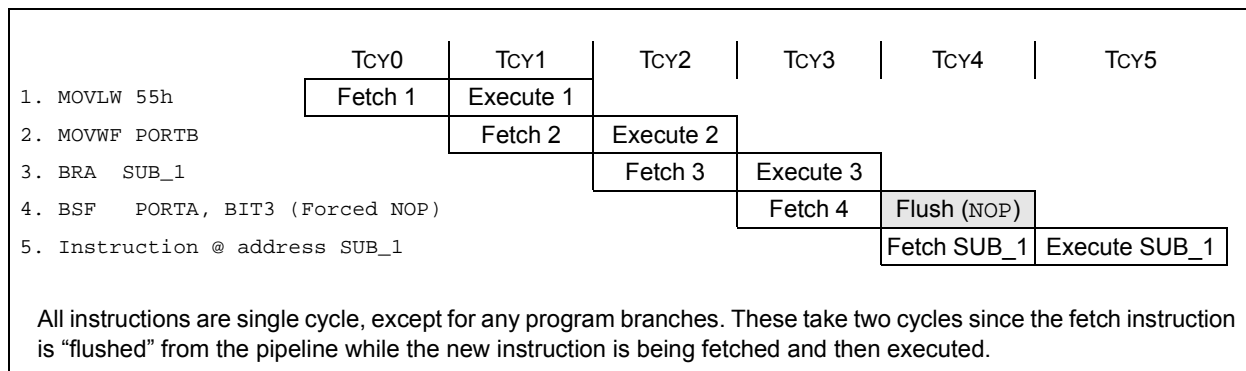 TCY0 TCY1 TCY2 TCY3 TCY4 TCY5
1. MOVLW 55h Fetch 1 Execute 1
2. MOVWF PORTB Fetch 2 Execute 2
3. BRA SUB_1 Fetch 3 Execute 3
4. BSF PORTA, BIT3 (Forced NOP) Fetch 4 Flush (NOP)
5. Instruction @ address SUB_1 Fetch SUB_1 Execute SUB_1
All instructions are single cycle, except for any program branches. These take two cycles since the fetch instruction
is “flushed” from the pipeline while the new instruction is being fetched and then executed.